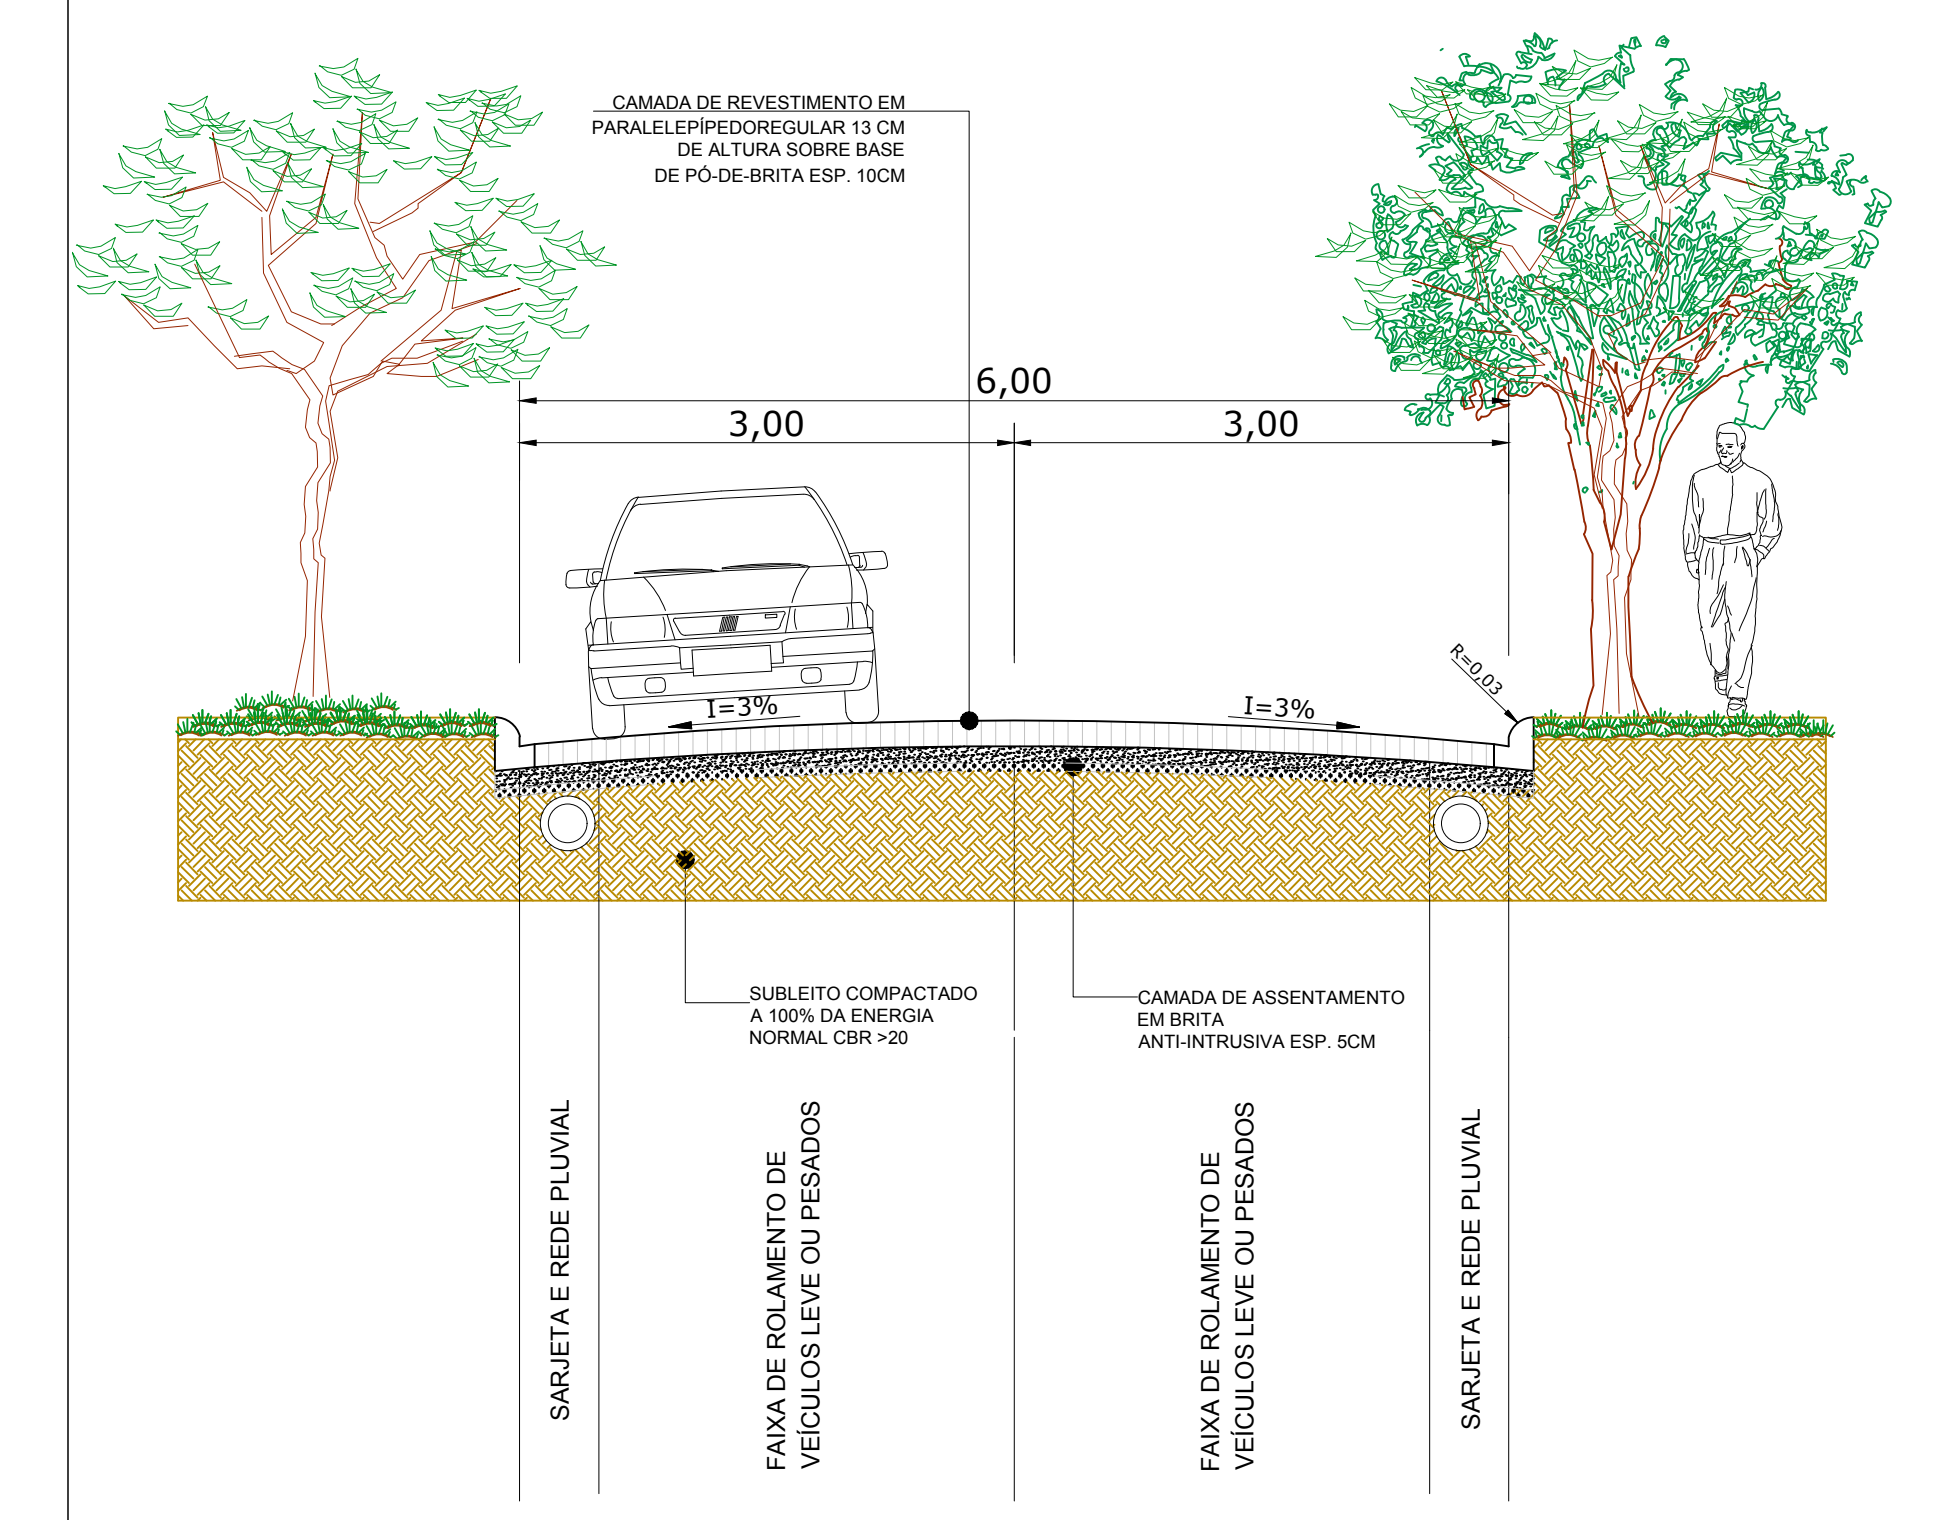 CAMADA DE REVESTIMENTO EM
PARALELEPÍPEDOREGULAR 13 CM
DE ALTURA SOBRE BASE
DE PÓ-DE-BRITA ESP. 10CM
6,00
3,00
3,00
R=0,03
I=3%
I=3%
SUBLEITO COMPACTADO
A 100% DA ENERGIA
NORMAL CBR >20
CAMADA DE ASSENTAMENTO
EM BRITA
ANTI-INTRUSIVA ESP. 5CM
SARJETA E REDE PLUVIAL
FAIXA DE ROLAMENTO DE
VEÍCULOS LEVE OU PESADOS
FAIXA DE ROLAMENTO DE
VEÍCULOS LEVE OU PESADOS
SARJETA E REDE PLUVIAL